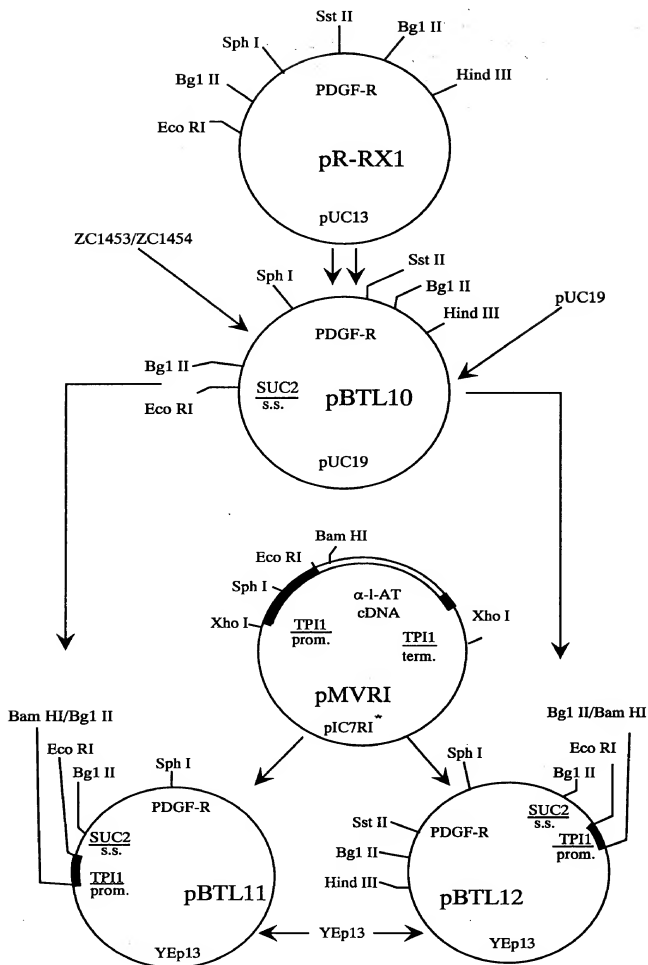 Sst II
Sph I
Bg1 II
Bg1 II
Hind III
PDGF-R
Eco RI
pR-RX1
pUC13
ZC1453/ZC1454
Sst II
Sph I
Bg1 II
Hind III
pUC19
PDGF-R
Bg1 II
SUC2
s.s.
pBTL10
Eco RI
pUC19
Bam HI
Eco RI
Sph I
α-1-AT
cDNA
Xho I
Xho I
TPI1
prom.
TPI1
term.
pMVRI
pIC7RI*
Bam HI/Bg1 II
Eco RI
Bg1 II
Sph I
PDGF-R
SUC2
s.s.
TPI1
prom.
pBTL11
YEp13
YEp13
Bg1 II/Bam HI
Sph I
Eco RI
Bg1 II
Sst II
PDGF-R
SUC2
s.s.
TPI1
prom.
Bg1 II
Hind III
pBTL12
YEp13